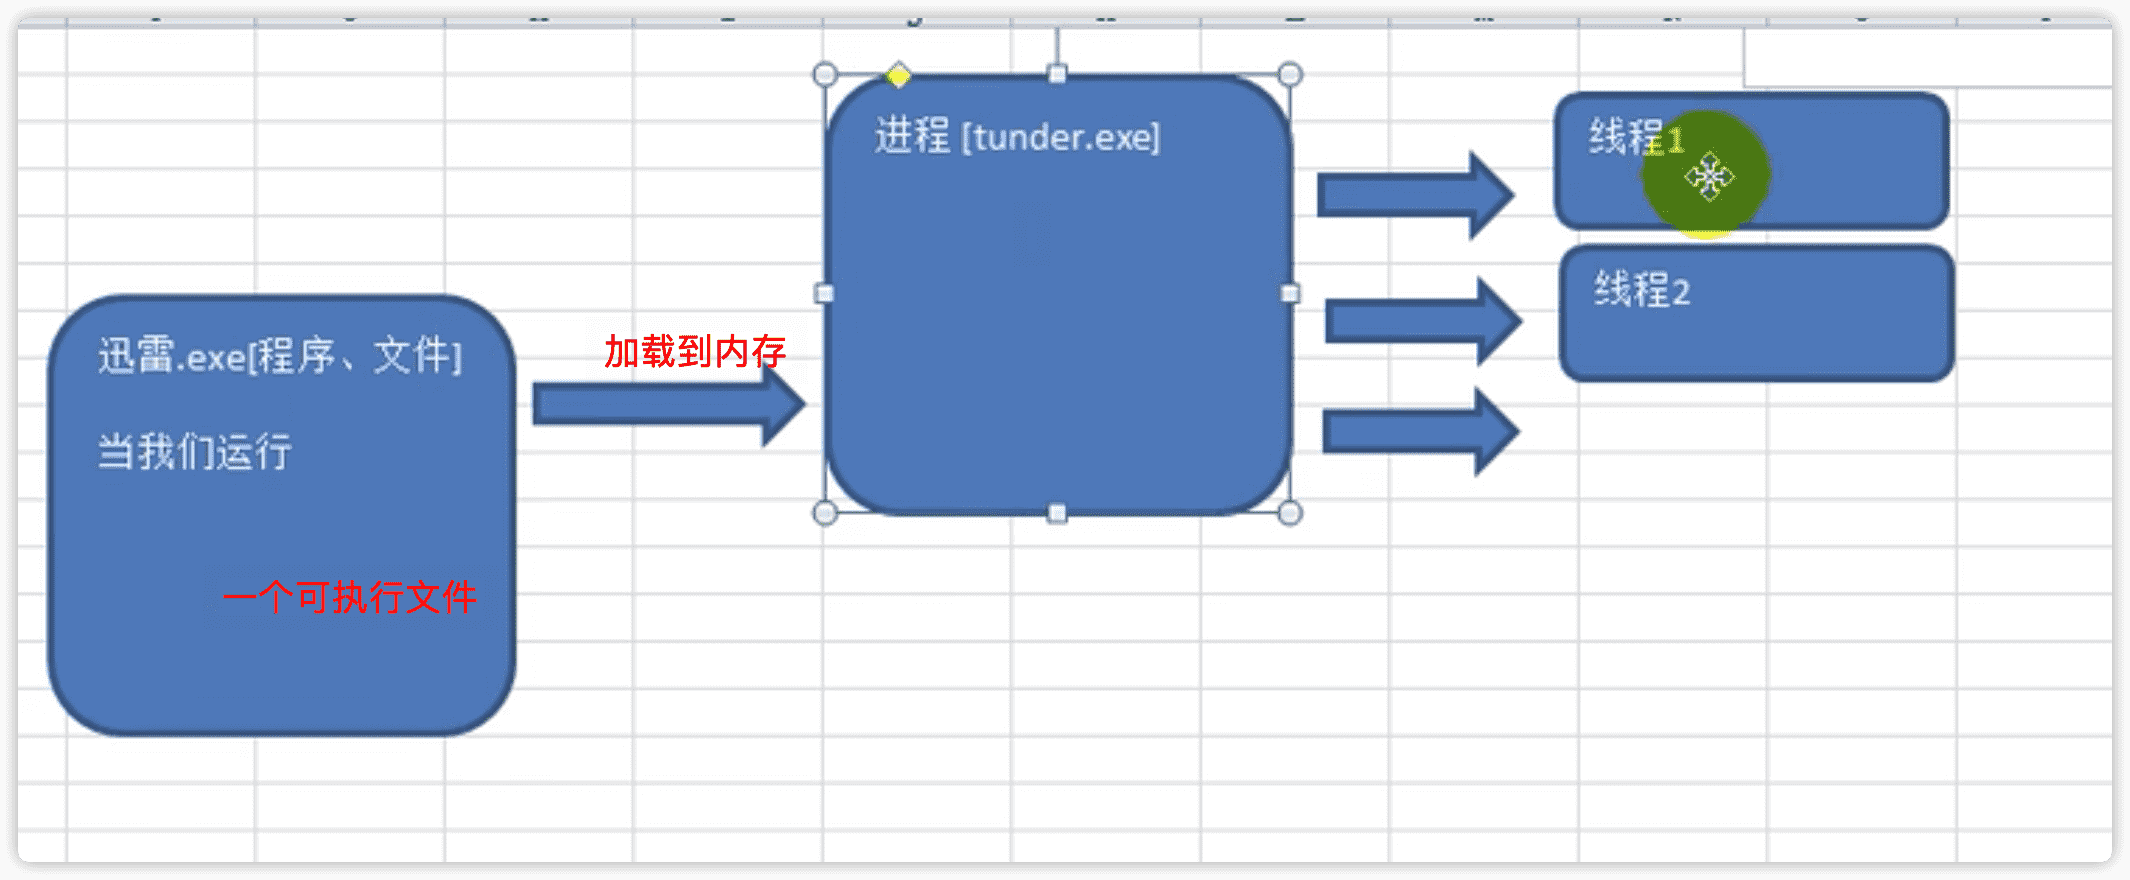 迅雷.exe[程序、文件]
当我们运行
一个可执行文件
加载到内存
进程 [tunder.exe]
线程1
线程2